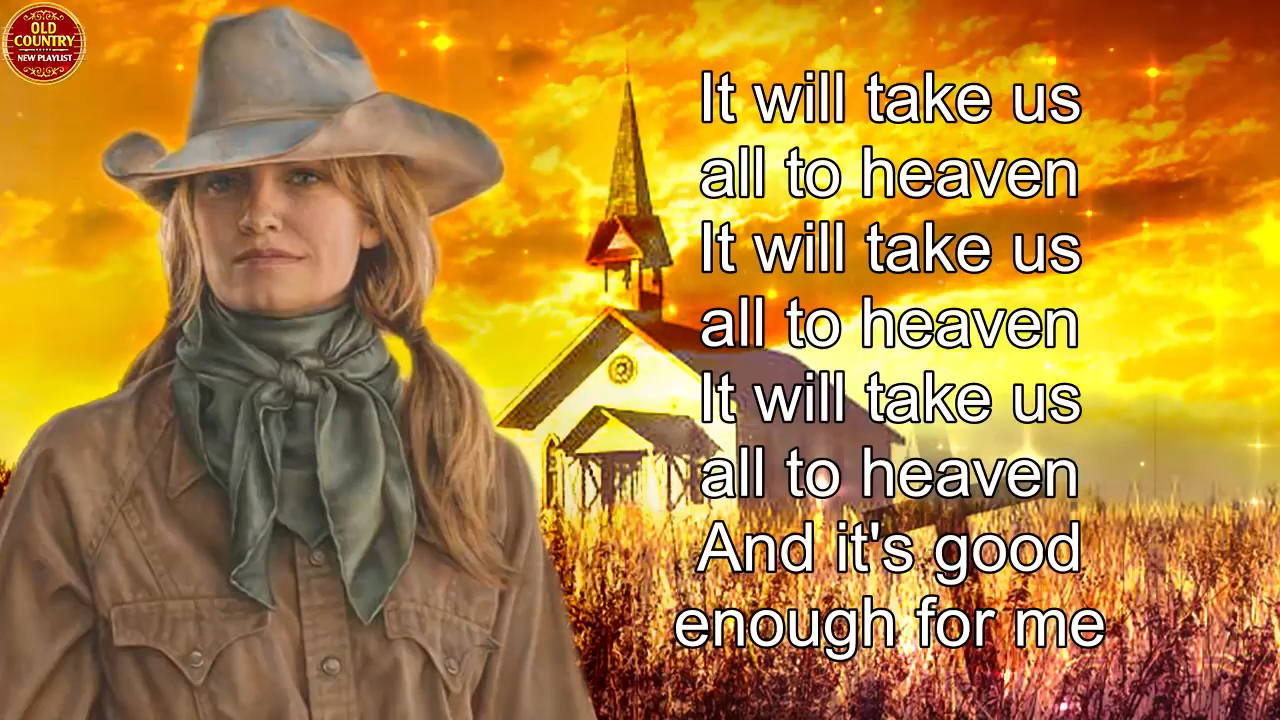 OLD
COUNTRY
NEW PLAYLIST
It will take us
all to heaven
It will take us
all to heaven
It will take us
all to heaven
And it's good
enough for me